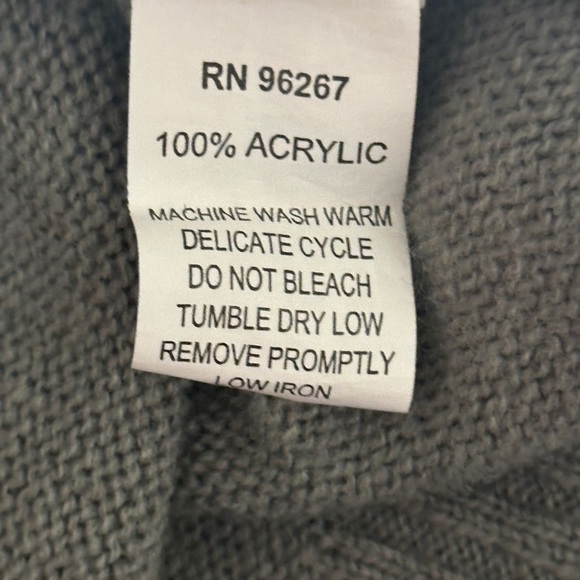 RN 96267
100% ACRYLIC
MACHINE WASH WARM
DELICATE CYCLE
DO NOT BLEACH
TUMBLE DRY LOW
REMOVE PROMPTLY
LOW IRON